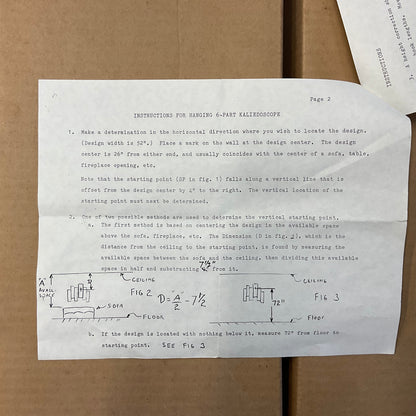 Page 2
INSTRUCTIONS FOR HANGING 6-PART KALIEDOSCOPE
1. Make a determination in the horizontal direction where you wish to locate the design.
(Design width is 52". Place a mark on the wall at the design center. The design
center is 26" from either end, and usually coincides with the center of a sofa, table,
fireplace opening, etc.
Note that the starting point (SP in fig. 1) falls along a vertical line that is
offset from the design center by 4" to the right. The vertical location of the
starting point must next be determined.
2. One of two possible methods are used to determine the vertical starting point.
a. The first method is based on centering the design in the available space
above the sofa, fireplace, etc. The Dimension (D in fig. 2), which is the
distance from the ceiling to the starting point, is found by measuring the
available space between the sofa and the ceiling, then dividing this available
space in half and substracting 7½" from it.
"A"
AVAIL
SPACE
D
CEILING
FIG 2
SOFA
FLOOR
D = "A"/2 - 7½
CEILING
72"
FIG 3
FLOOR
b. If the design is located with nothing below it, measure 72" from floor to
starting point. SEE FIG 3
INSTRUCTIONS